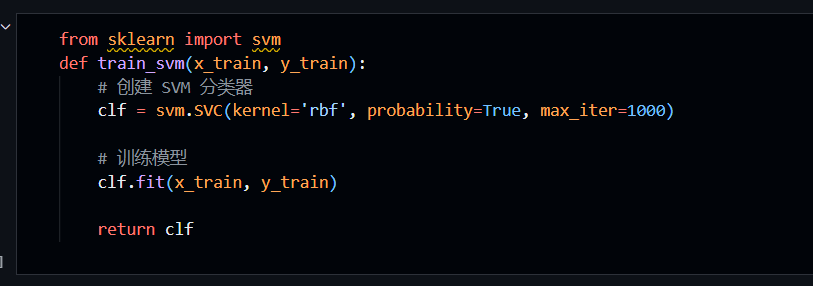 from sklearn import svm
def train_svm(x_train, y_train):
# 创建 SVM 分类器
clf = svm.SVC(kernel='rbf', probability=True, max_iter=1000)
# 训练模型
clf.fit(x_train, y_train)
return clf